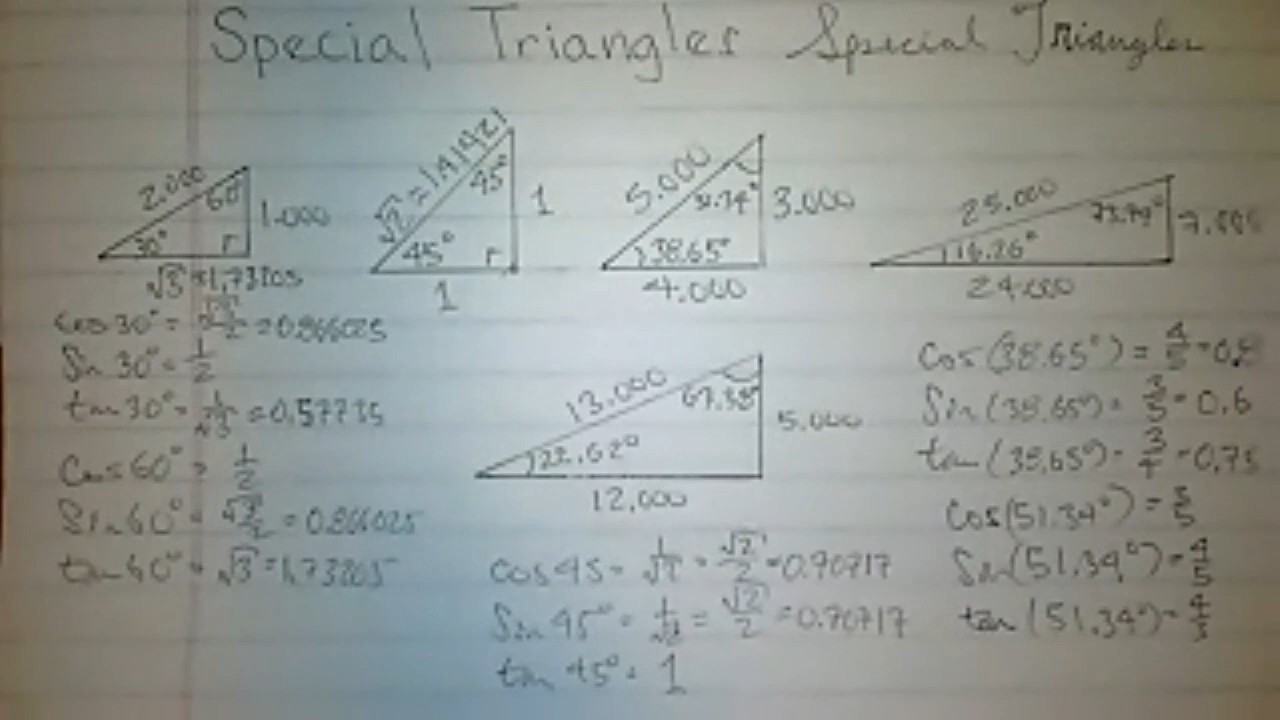 Special Triangles Special Triangles
2.000
60°
30°
r
1.000
√3 = 1,73205
√2 = 1.41421
45°
45°
r
1
1
5.000
38.65°
3.000
4.000
25.000
73.74°
16.26°
24.000
cos 30° = √3/2 = 0.866025
Sin 30° = 1/2
tan 30° = 1/√3 = 0.57735
Cos 60° = 1/2
Sin 60° = √3/2 = 0.866025
tan 60° = √3 = 1,73205
13,000
67.38°
22.62°
5.000
12,000
cos 45 = 1/√2 = √2/2 = 0.70717
Sin 45° = 1/√2 = √2/2 = 0.70717
tan 45° = 1
Cos (38.65°) = 4/5 = 0,8
Sin (38.65°) = 3/5 = 0.6
tan (38.65°) = 3/4 = 0,75
Cos (51.34°) = 3/5
Sin (51.34°) = 4/5
tan (51.34°) = 4/3